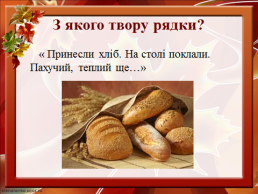 З якого твору рядки?
« Принесли хліб. На столі поклали.
Пахучий, теплий ще…»